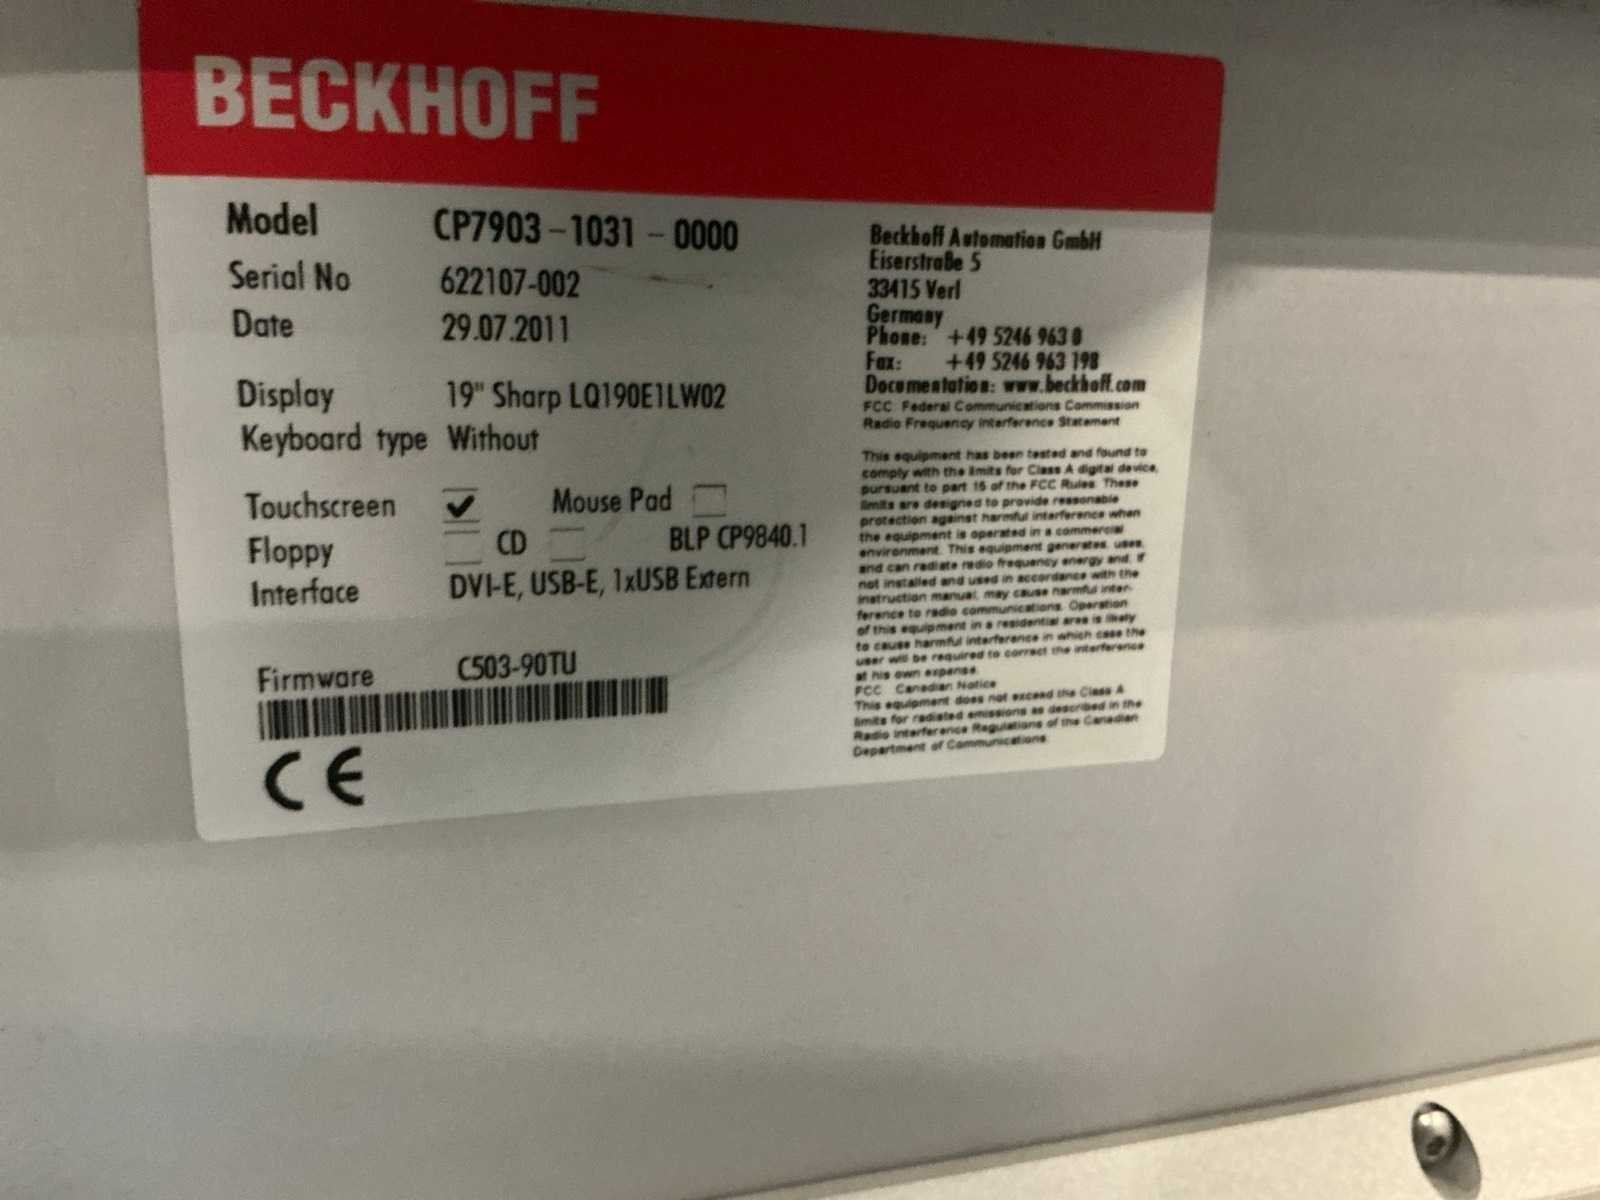 BECKHOFF
Model CP7903-1031-0000
Serial No 622107-002
Date 29.07.2011
Display 19" Sharp LQ190E1LW02
Keyboard type Without
Touchscreen ✔ Mouse Pad
Floppy CD BLP CP9840.1
Interface DVI-E, USB-E, 1xUSB Extern
Firmware C503-90TU
CE
Beckhoff Automation GmbH
Eiserstraße 5
33415 Verl
Germany
Phone: +49 5246 963 0
Fax: +49 5246 963 198
Documentation: www.beckhoff.com
FCC Federal Communications Commission
Radio Frequency Interference Statement
This equipment has been tested and found to
comply with the limits for Class A digital device,
pursuant to part 15 of the FCC Rules. These
limits are designed to provide reasonable
protection against harmful interference when
the equipment is operated in a commercial
environment. This equipment generates, uses,
and can radiate radio frequency energy and, if
not installed and used in accordance with the
instruction manual, may cause harmful inter-
ference to radio communications. Operation
of this equipment in a residential area is likely
to cause harmful interference in which case the
user will be required to correct the interference
at his own expense.
FCC Canadian Notice
This equipment does not exceed the Class A
limits for radiated emissions as described in the
Radio Interference Regulations of the Canadian
Department of Communications.